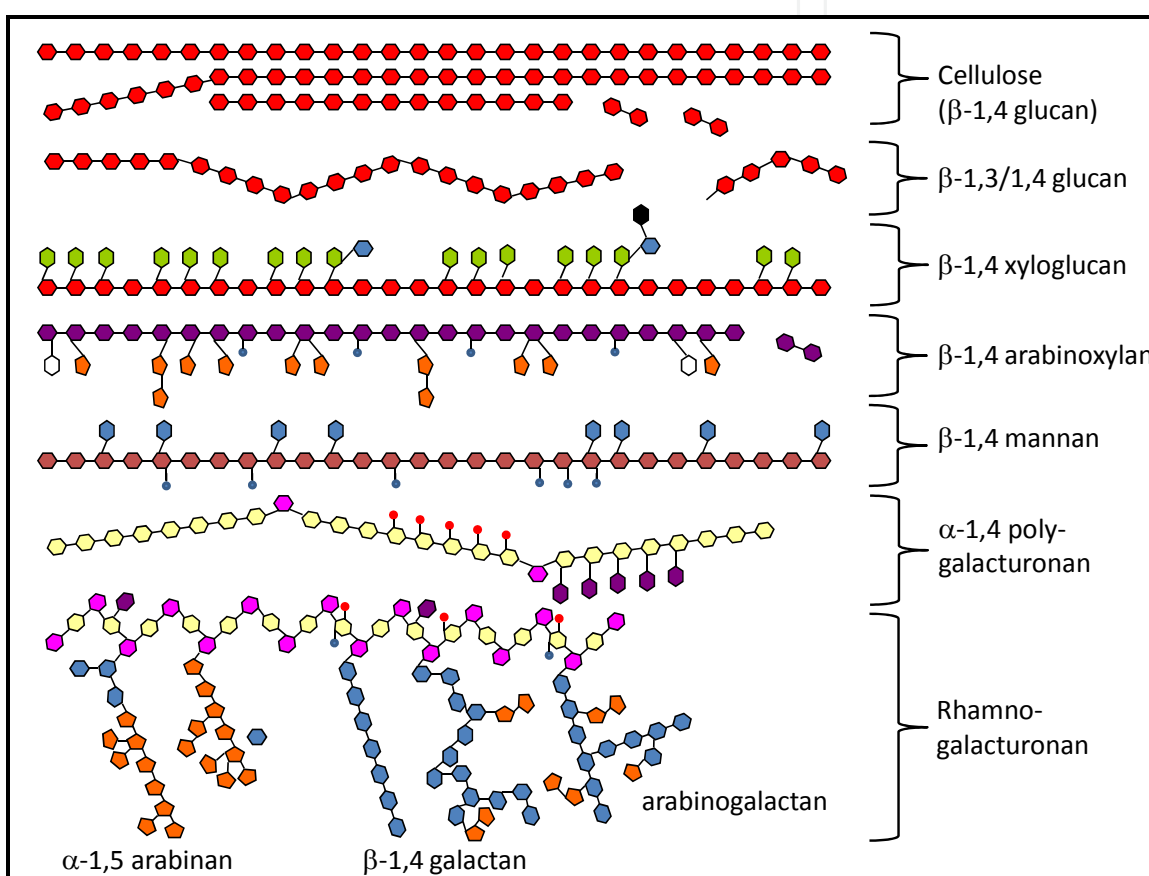 Cellulose
(β-1,4 glucan)
β-1,3/1,4 glucan
β-1,4 xyloglucan
β-1,4 arabinoxylan
β-1,4 mannan
α-1,4 poly-
galacturonan
Rhamno-
galacturonan
arabinogalactan
α-1,5 arabinan
β-1,4 galactan